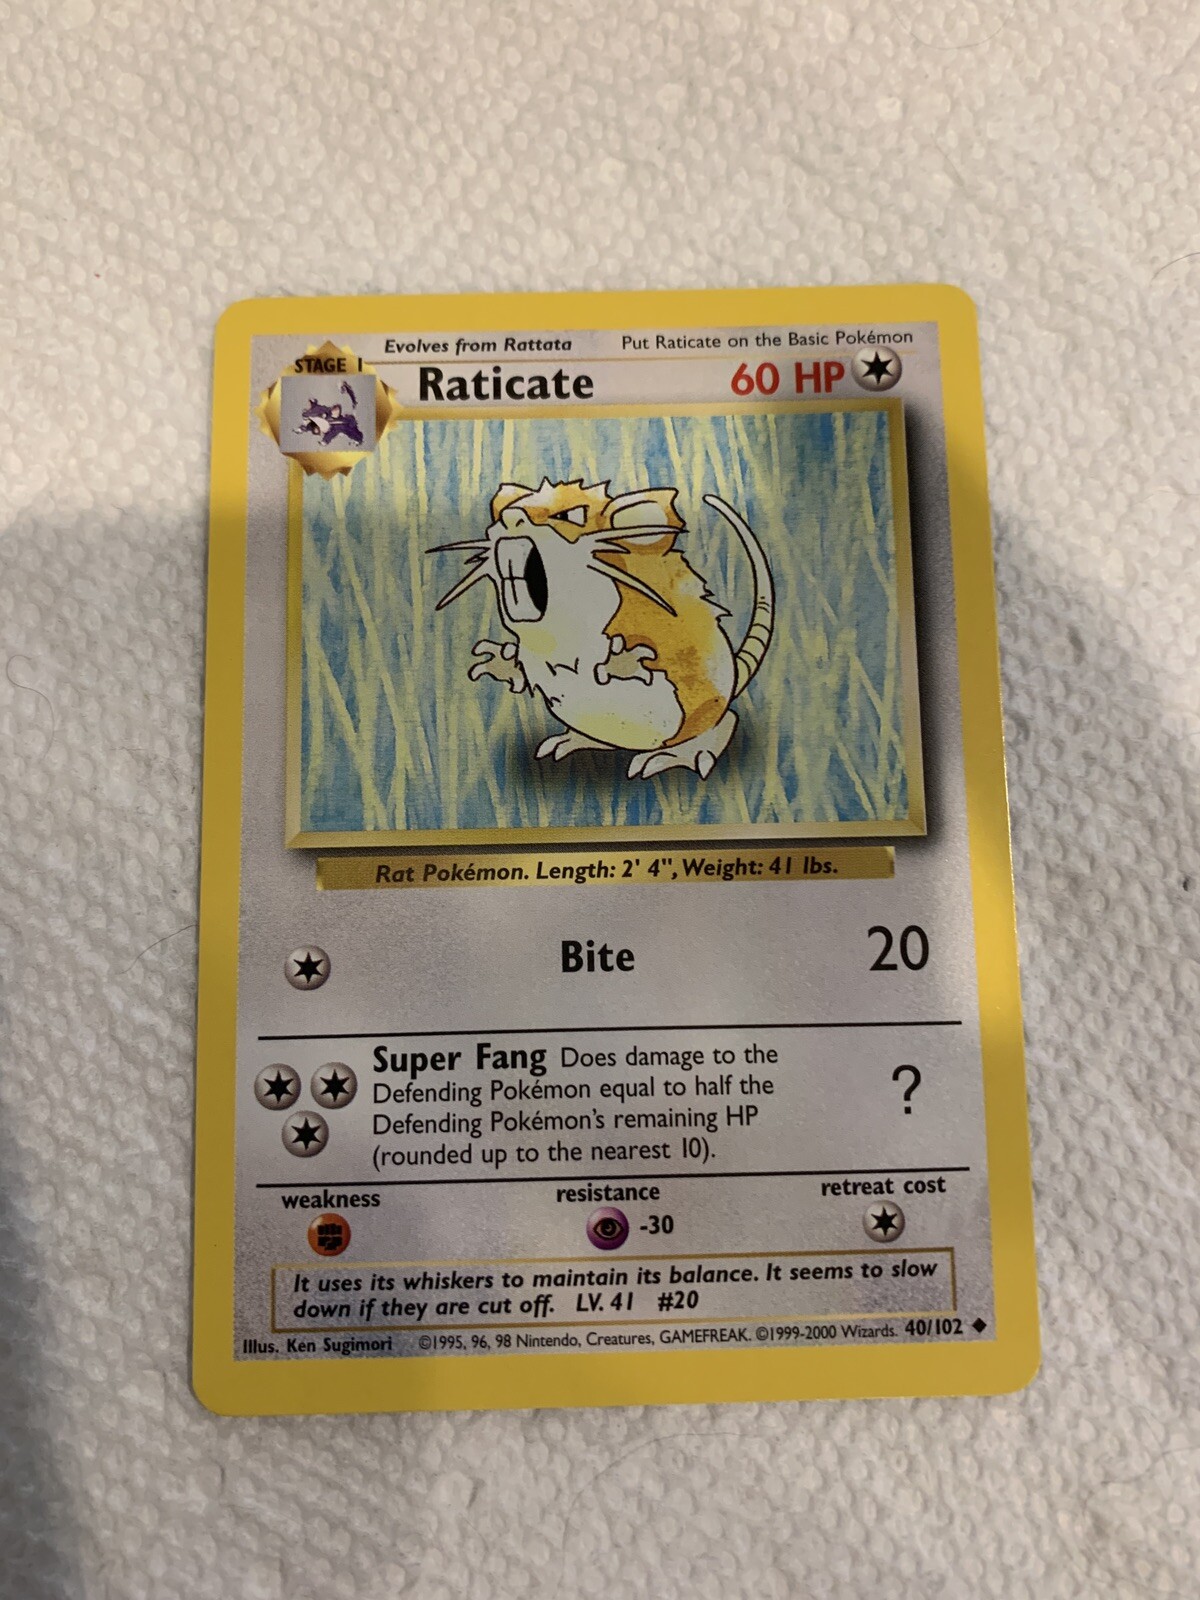 Evolves from Rattata Put Raticate on the Basic Pokémon
STAGE 1
Raticate 60 HP
Rat Pokémon. Length: 2' 4", Weight: 41 lbs.
Bite 20
Super Fang Does damage to the
Defending Pokémon equal to half the
Defending Pokémon's remaining HP
(rounded up to the nearest 10).
?
weakness resistance retreat cost
-30
It uses its whiskers to maintain its balance. It seems to slow
down if they are cut off. LV. 41 #20
Illus. Ken Sugimori ©1995, 96, 98 Nintendo, Creatures, GAMEFREAK. ©1999-2000 Wizards. 40/102